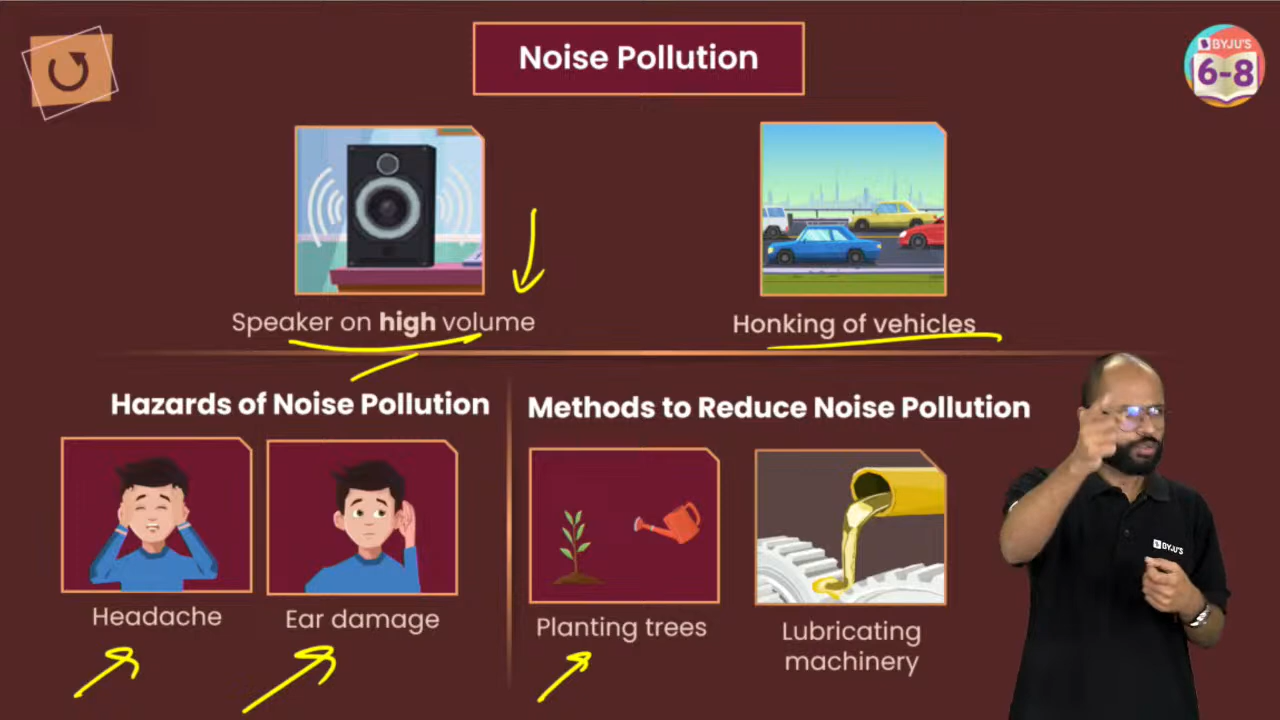 Noise Pollution
BYJU'S
6-8
Speaker on high volume
Honking of vehicles
Hazards of Noise Pollution
Methods to Reduce Noise Pollution
Headache
Ear damage
Planting trees
Lubricating
machinery
BYJU'S